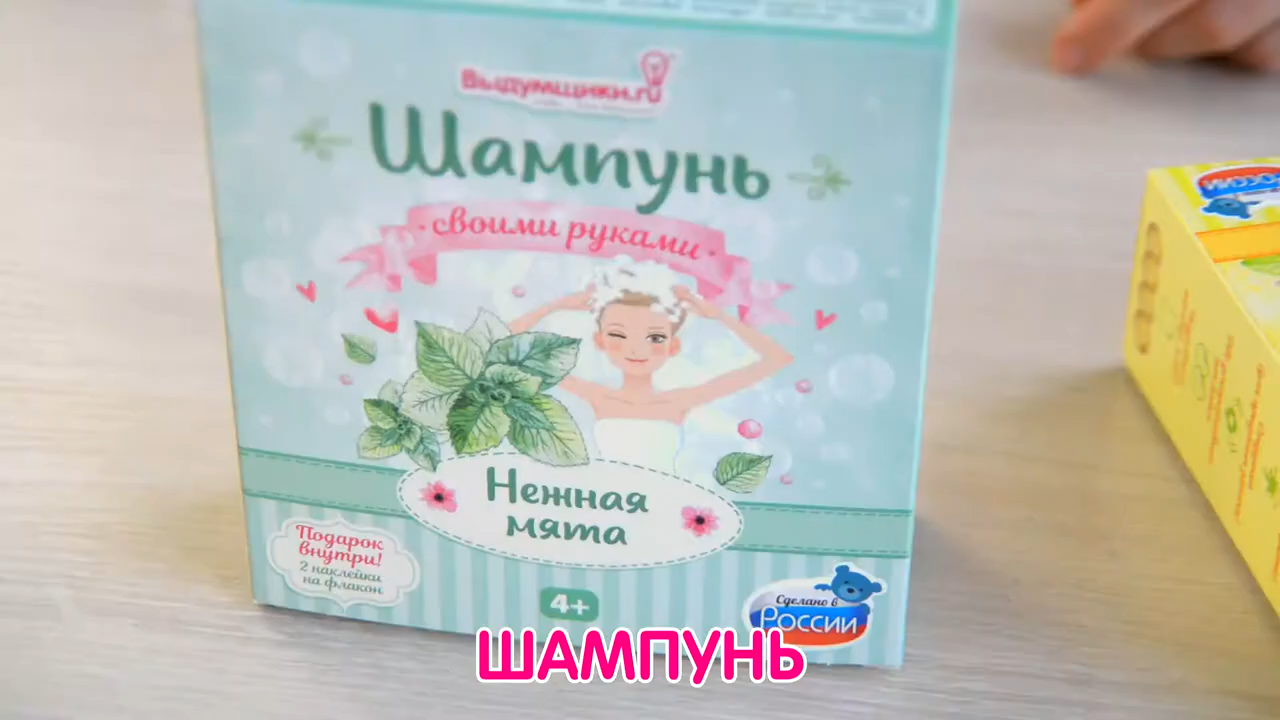 Выдумщики.ru
Шампунь
• своими руками •
Нежная
мята
Подарок
внутри!
2 наклейки
на флакон
4+
Сделано в
России
ШАМПУНЬ